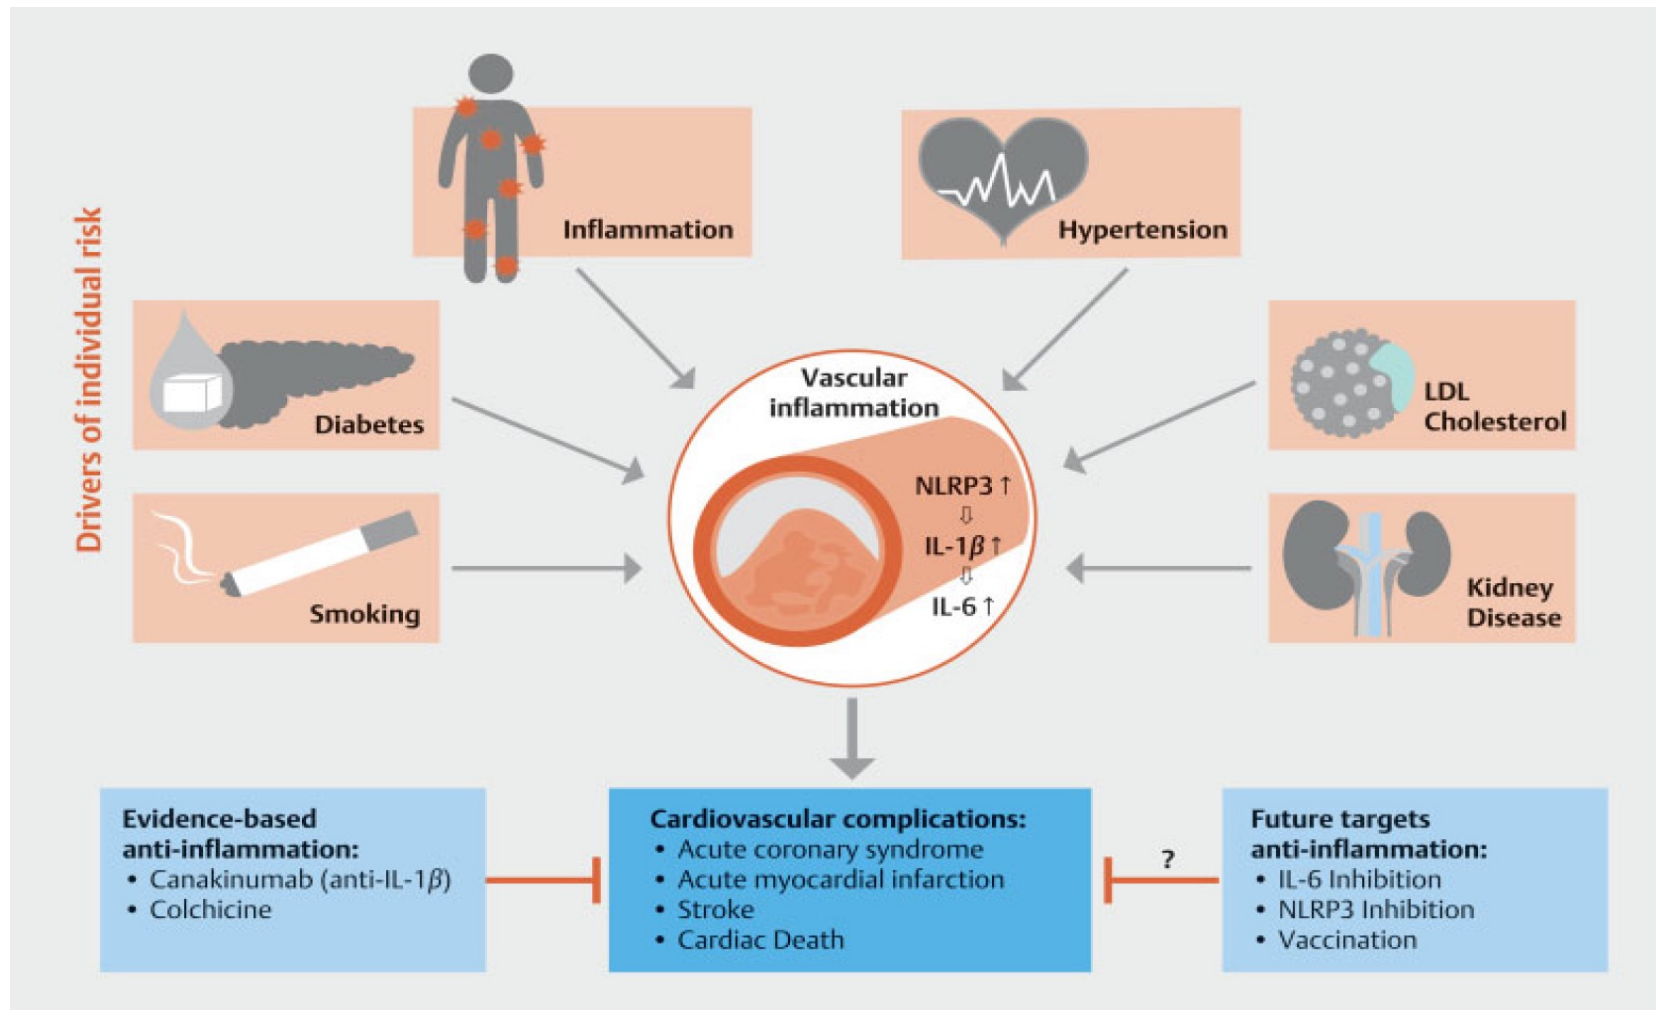 Drivers of individual risk
Inflammation
Hypertension
Diabetes
LDL
Cholesterol
Smoking
Kidney
Disease
Vascular
inflammation
NLRP3 ↑
⇩
IL-1β ↑
⇩
IL-6 ↑
Evidence-based
anti-inflammation:
• Canakinumab (anti-IL-1β)
• Colchicine
Cardiovascular complications:
• Acute coronary syndrome
• Acute myocardial infarction
• Stroke
• Cardiac Death
?
Future targets
anti-inflammation:
• IL-6 Inhibition
• NLRP3 Inhibition
• Vaccination